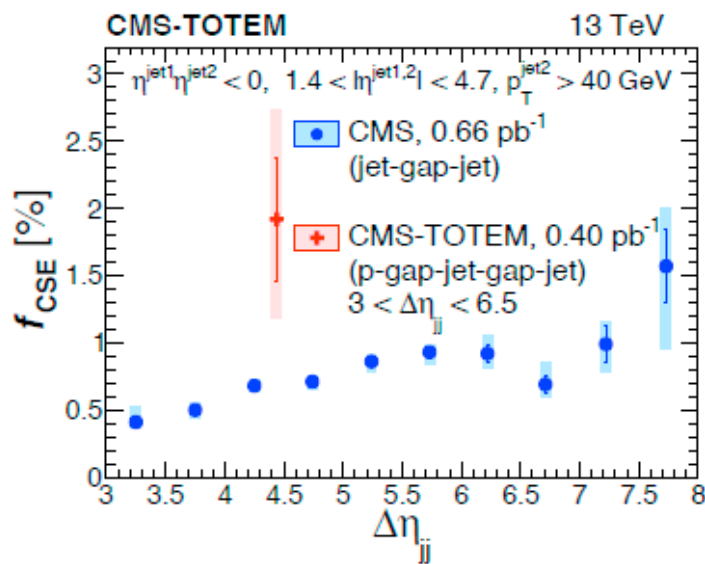 CMS-TOTEM 13 TeV
η^jet1 η^jet2 < 0, 1.4 < |η^jet1,2| < 4.7, p_T^jet2 > 40 GeV
CMS, 0.66 pb^-1
(jet-gap-jet)
CMS-TOTEM, 0.40 pb^-1
(p-gap-jet-gap-jet)
3 < Δη_jj < 6.5
f_CSE [%]
3
2.5
2
1.5
1
0.5
0
3 3.5 4 4.5 5 5.5 6 6.5 7 7.5 8
Δη_jj